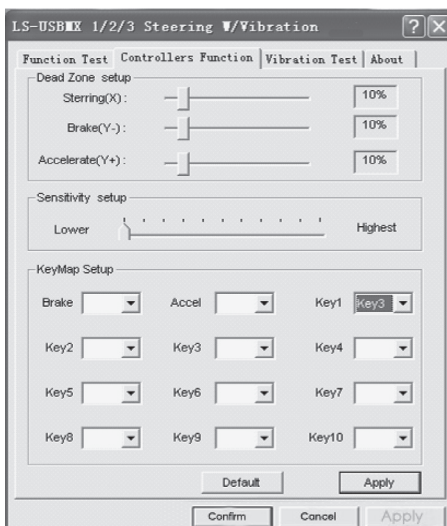 LS-USBMX 1/2/3 Steering W/Vibration ? X
Function Test Controllers Function Vibration Test About
Dead Zone setup
Sterring(X): 10%
Brake(Y-): 10%
Accelerate(Y+): 10%
Sensitivity setup
Lower Highest
KeyMap Setup
Brake Accel Key1 Key3
Key2 Key3 Key4
Key5 Key6 Key7
Key8 Key9 Key10
Default Apply
Confirm Cancel Apply